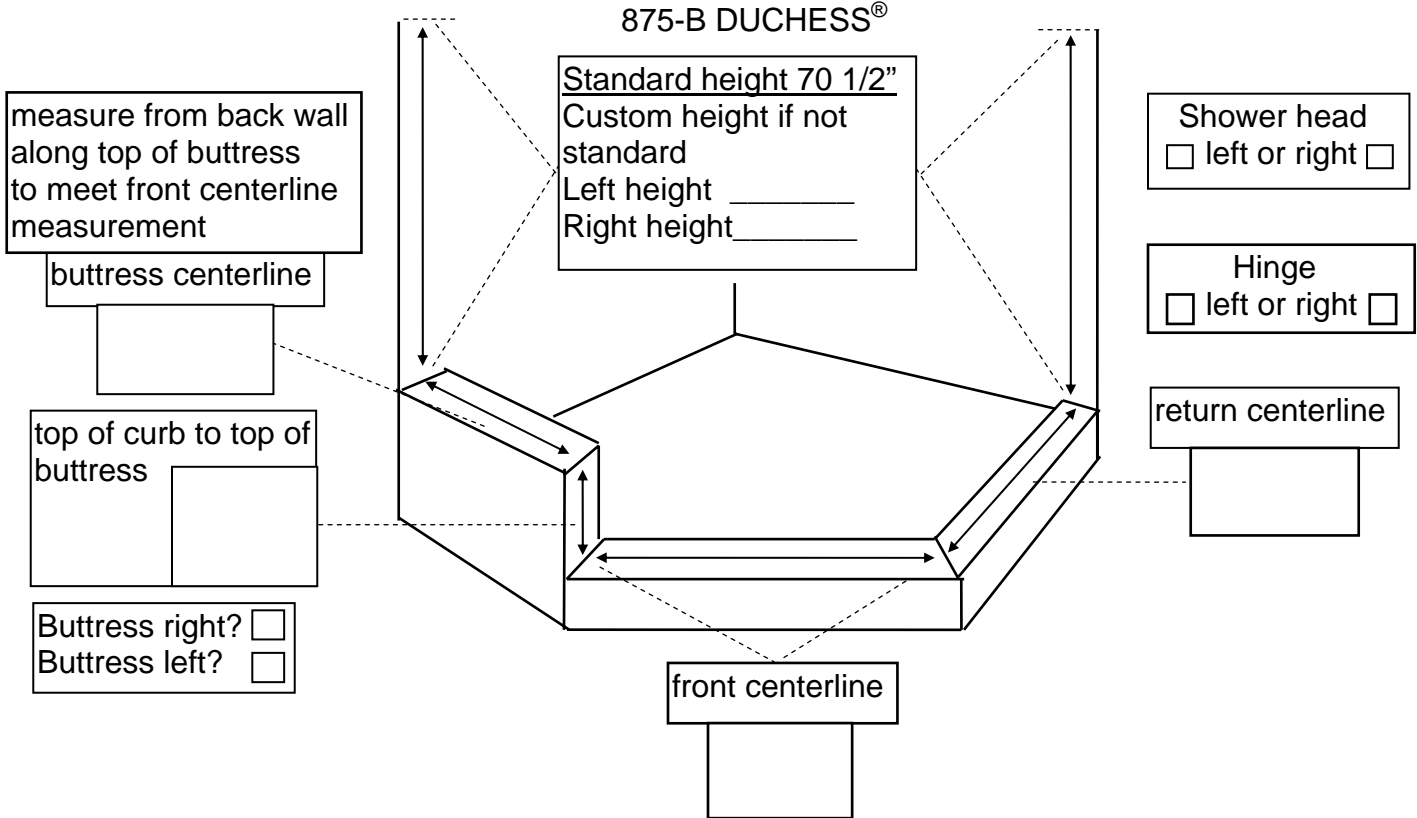 875-B DUCHESS®
Standard height 70 1/2”
Custom height if not
standard
Left height _______
Right height_______
measure from back wall
along top of buttress
to meet front centerline
measurement
buttress centerline
top of curb to top of
buttress
Buttress right? □
Buttress left? □
Shower head
□ left or right □
Hinge
□ left or right □
return centerline
front centerline